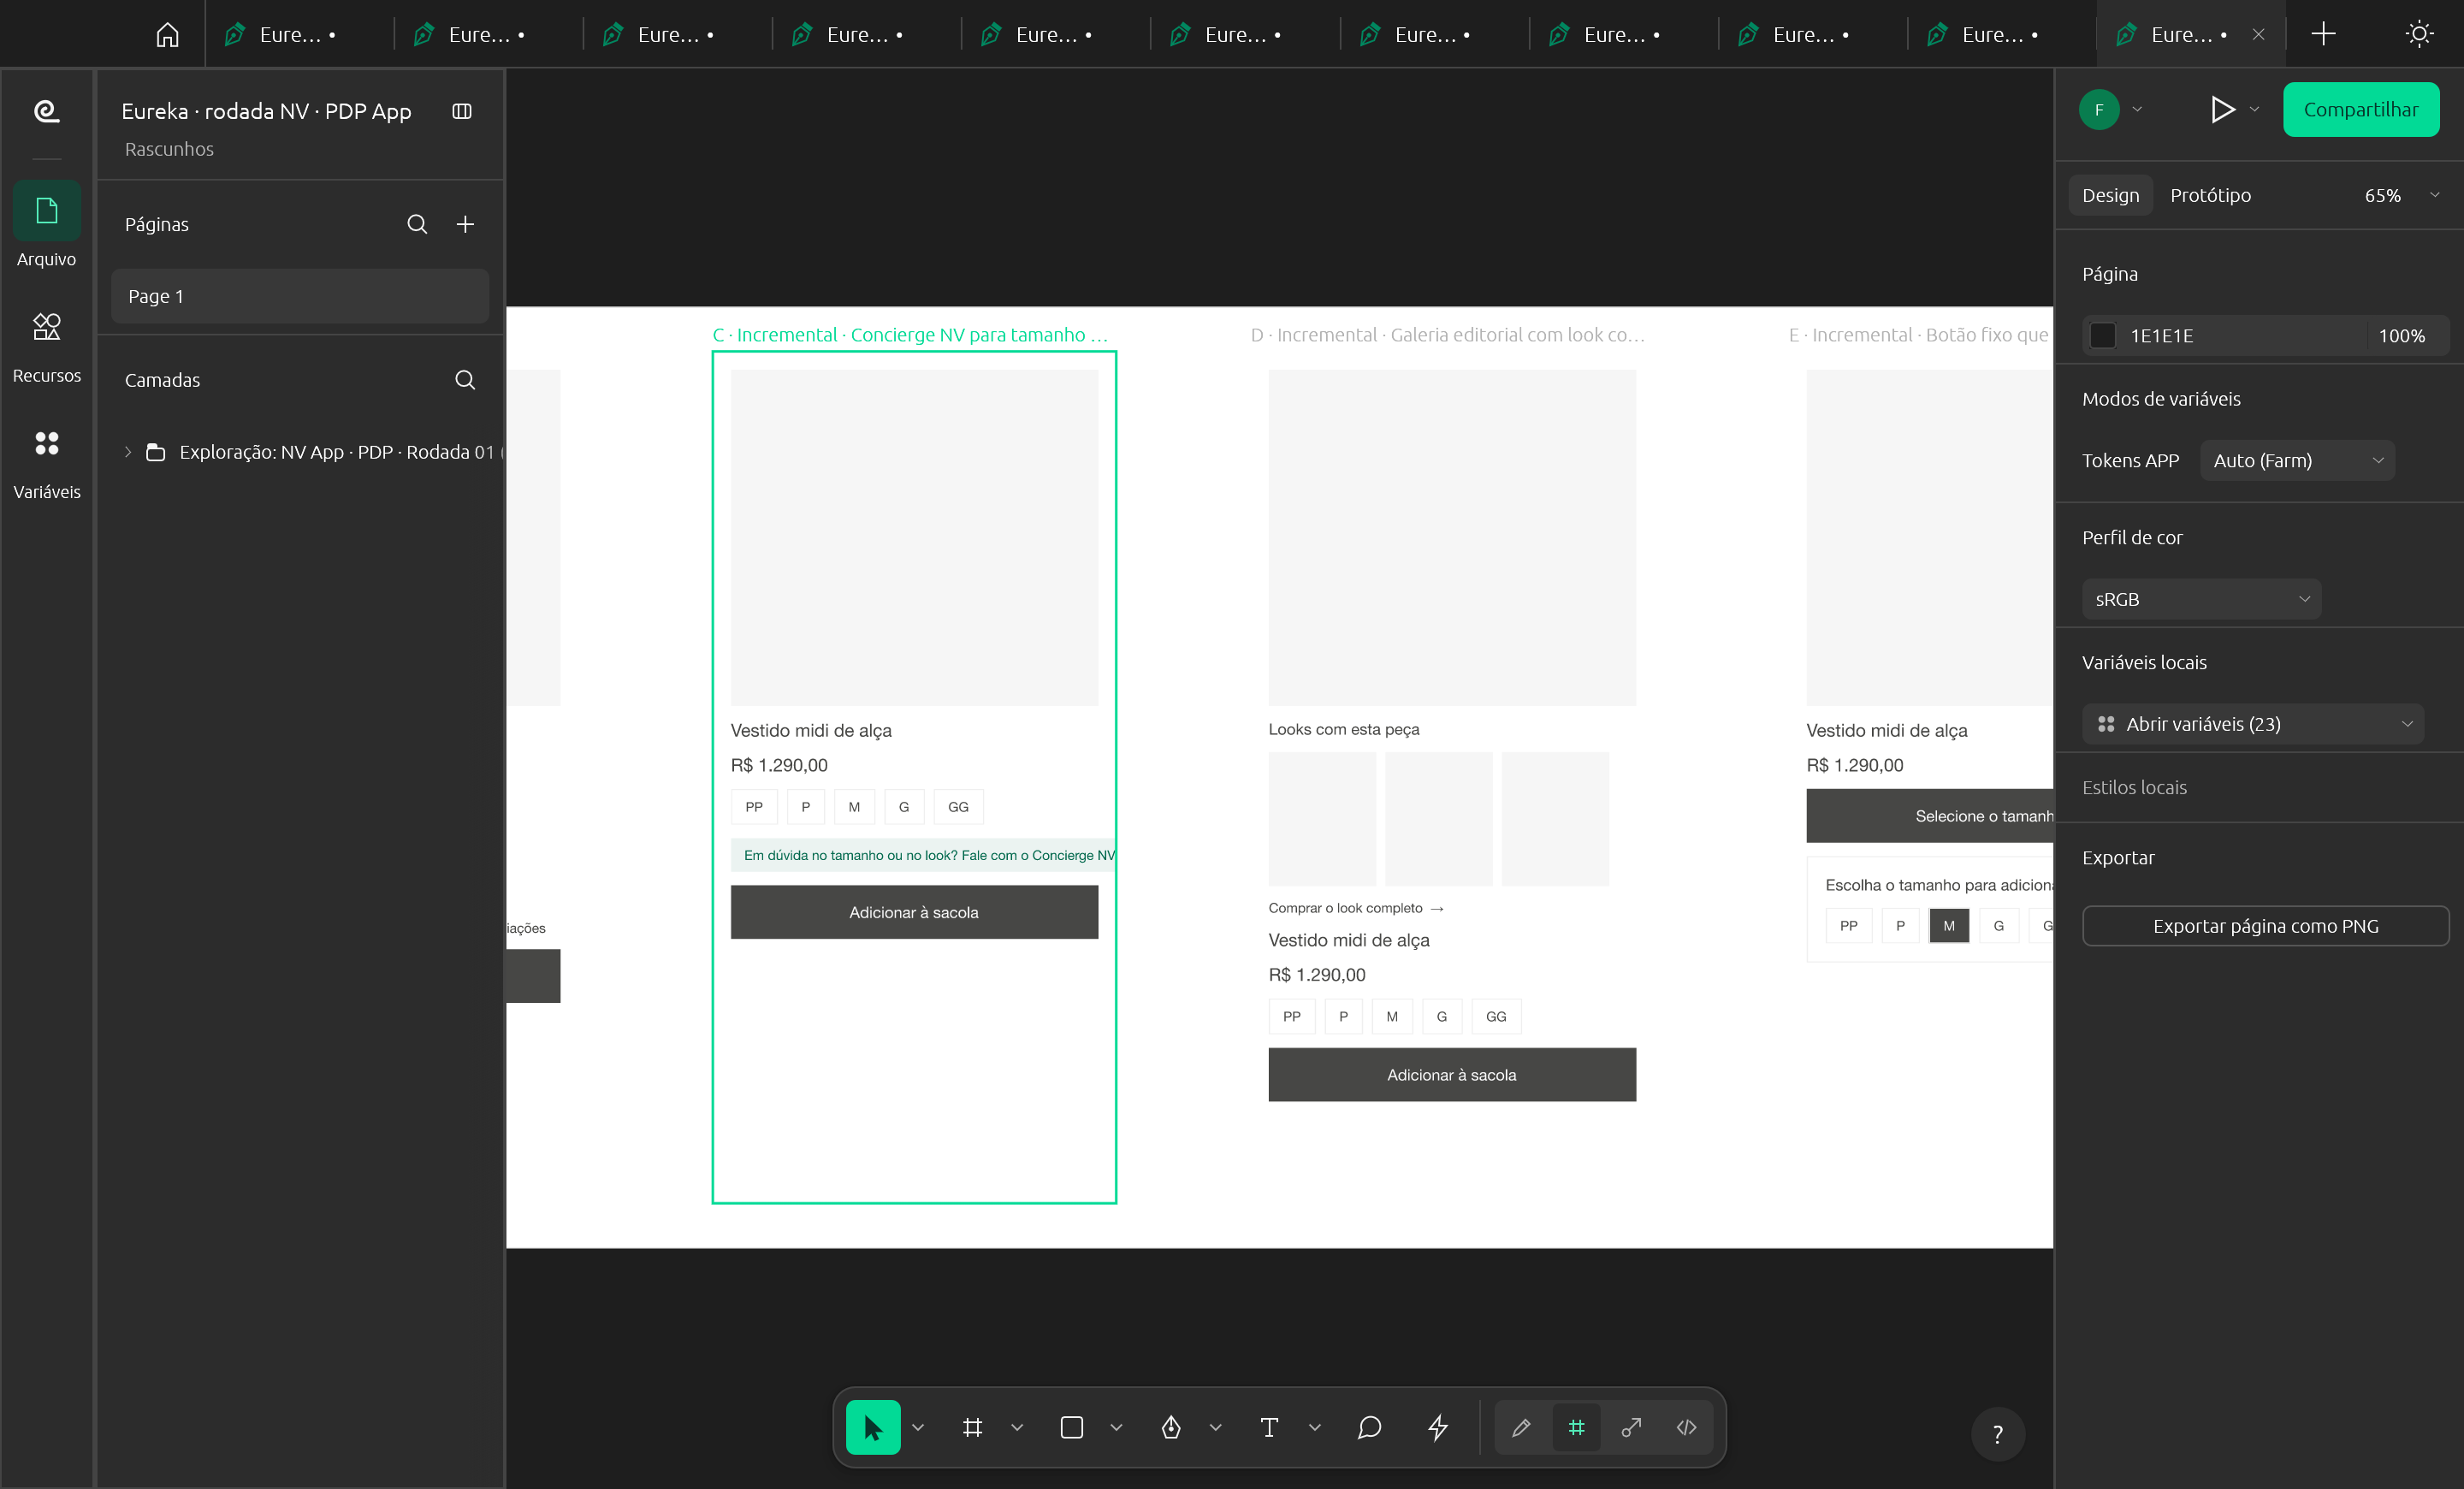 Eure... •
Eure... •
Eure... •
Eure... •
Eure... •
Eure... •
Eure... •
Eure... •
Eure... •
Eure... •
Eure... •
Arquivo
Recursos
Variáveis
Eureka · rodada NV · PDP App
Rascunhos
Páginas
Page 1
Camadas
Exploração: NV App · PDP · Rodada 01
iações
C · Incremental · Concierge NV para tamanho ...
Vestido midi de alça
R$ 1.290,00
PP P M G GG
Em dúvida no tamanho ou no look? Fale com o Concierge NV
Adicionar à sacola
D · Incremental · Galeria editorial com look co...
Looks com esta peça
Comprar o look completo →
Vestido midi de alça
R$ 1.290,00
PP P M G GG
Adicionar à sacola
E · Incremental · Botão fixo que
Vestido midi de alça
R$ 1.290,00
Selecione o tamanh
Escolha o tamanho para adiciona
PP P M G G
F
Compartilhar
Design Protótipo 65%
Página
1E1E1E 100%
Modos de variáveis
Tokens APP Auto (Farm)
Perfil de cor
sRGB
Variáveis locais
Abrir variáveis (23)
Estilos locais
Exportar
Exportar página como PNG
?